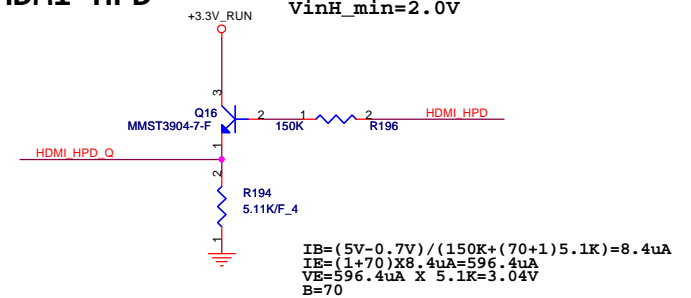 HDMI HPD
VinH_min=2.0V
+3.3V_RUN
3
Q16
MMST3904-7-F
2
150K
1
2
R196
HDMI_HPD
1
HDMI_HPD_Q
2
R194
5.11K/F_4
1
IB=(5V-0.7V)/(150K+(70+1)5.1K)=8.4uA
IE=(1+70)X8.4uA=596.4uA
VE=596.4uA X 5.1K=3.04V
B=70